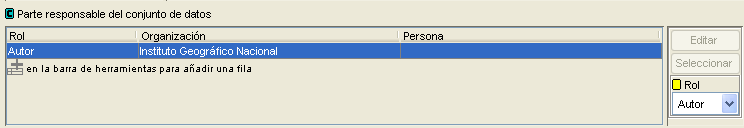 C Parte responsable del conjunto de datos
Rol Organización Persona
Autor Instituto Geográfico Nacional
en la barra de herramientas para añadir una fila
Editar
Seleccionar
Rol
Autor